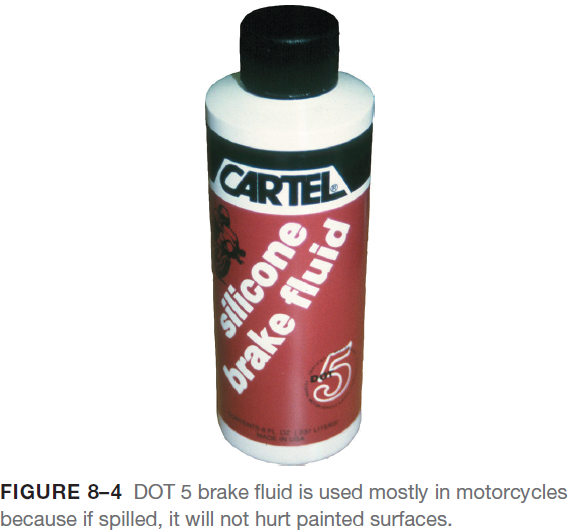 CARTEL®
silicone
brake fluid
DOT
5
MADE IN USA
FIGURE 8–4 DOT 5 brake fluid is used mostly in motorcycles
because if spilled, it will not hurt painted surfaces.